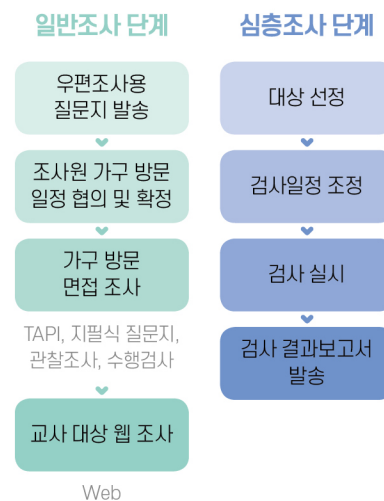 일반조사 단계
우편조사용
질문지 발송
조사원 가구 방문
일정 협의 및 확정
가구 방문
면접 조사
TAPI, 지필식 질문지,
관찰조사, 수행검사
교사 대상 웹 조사
Web
심층조사 단계
대상 선정
검사일정 조정
검사 실시
검사 결과보고서
발송